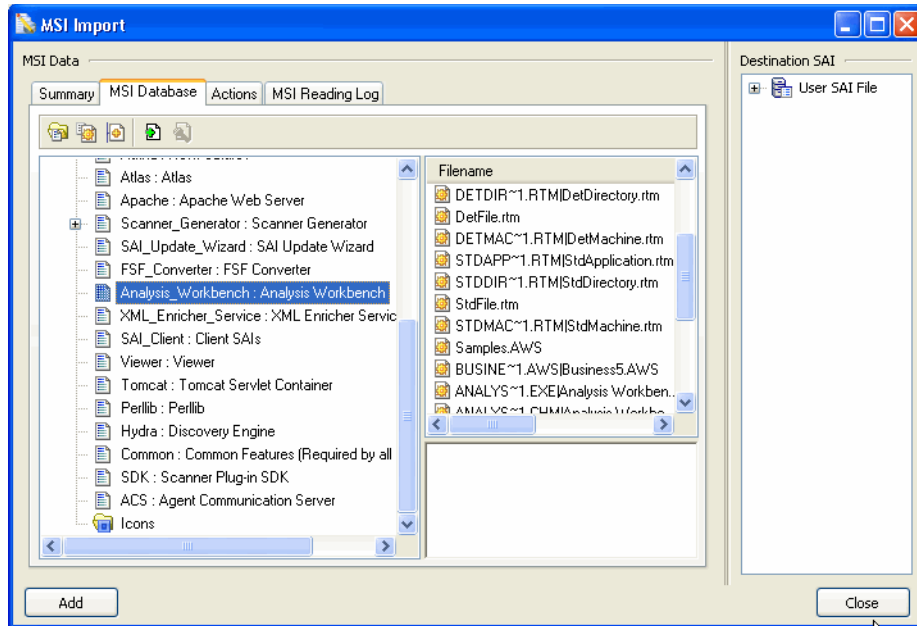 MSI Import
MSI Data
Destination SAI
Summary
MSI Database
Actions
MSI Reading Log
User SAI File
Atlas : Atlas
Apache : Apache Web Server
Scanner_Generator : Scanner Generator
SAI_Update_Wizard : SAI Update Wizard
FSF_Converter : FSF Converter
Analysis_Workbench : Analysis Workbench
XML_Enricher_Service : XML Enricher Servic
SAI_Client : Client SAIs
Viewer : Viewer
Tomcat : Tomcat Servlet Container
Perllib : Perllib
Hydra : Discovery Engine
Common : Common Features (Required by all
SDK : Scanner Plug-in SDK
ACS : Agent Communication Server
Icons
Filename
DETDIR~1.RTM|DetDirectory.rtm
DetFile.rtm
DETMAC~1.RTM|DetMachine.rtm
STDAPP~1.RTM|StdApplication.rtm
STDDIR~1.RTM|StdDirectory.rtm
StdFile.rtm
STDMAC~1.RTM|StdMachine.rtm
Samples.AWS
BUSINE~1.AWS|Business5.AWS
ANALYS~1.EXE|Analysis Workben..
ANALYS~1.CHM|Analysis Workbe
Add
Close